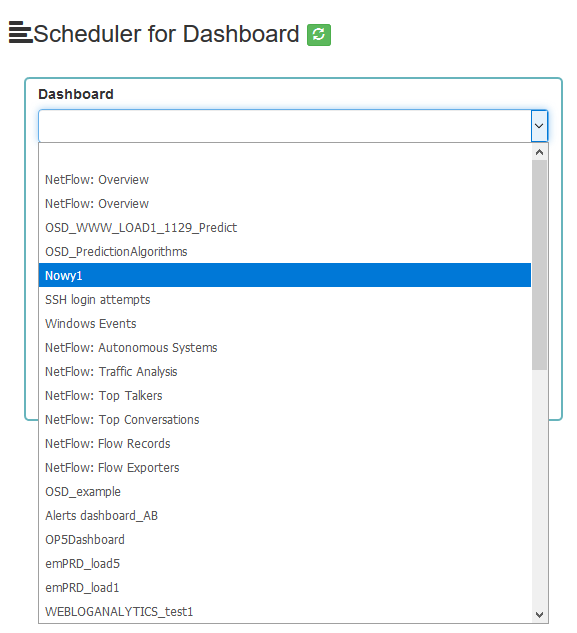 Scheduler for Dashboard
Dashboard
NetFlow: Overview
NetFlow: Overview
OSD_WWW_LOAD1_1129_Predict
OSD_PredictionAlgorithms
Nowy1
SSH login attempts
Windows Events
NetFlow: Autonomous Systems
NetFlow: Traffic Analysis
NetFlow: Top Talkers
NetFlow: Top Conversations
NetFlow: Flow Records
NetFlow: Flow Exporters
OSD_example
Alerts dashboard_AB
OP5Dashboard
emPRD_load5
emPRD_load1
WEBLOGANALYTICS_test1